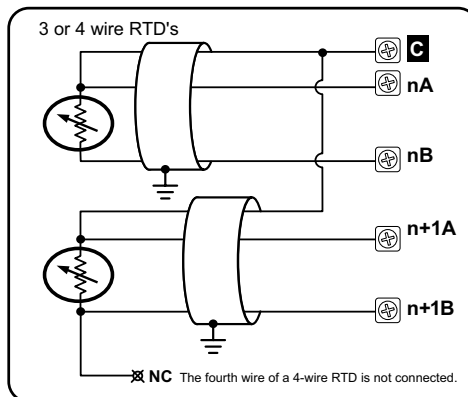 3 or 4 wire RTD's
C
nA
nB
n+1A
n+1B
NC The fourth wire of a 4-wire RTD is not connected.